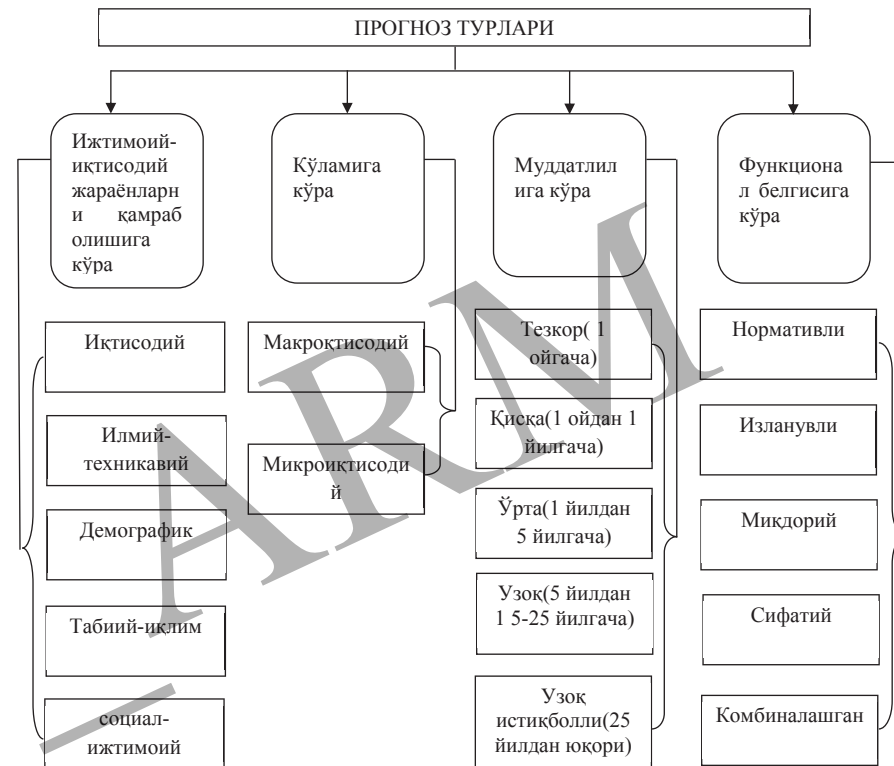 ПРОГНОЗ ТУРЛАРИ
Ижтимоий-
иқтисодий
жараёнларн
и қамраб
олишига
кўра
Кўламига
кўра
Муддатлил
ига кўра
Функциона
л белгисига
кўра
Иқтисодий
Илмий-
техникавий
Демографик
Табиий-иқлим
социал-
ижтимоий
Макроқтисодий
Микроиқтисоди
й
Тезкор( 1
ойгача)
Қисқа(1 ойдан 1
йилгача)
Ўрта(1 йилдан
5 йилгача)
Узоқ(5 йилдан
1 5-25 йилгача)
Узоқ
истиқболли(25
йилдан юқори)
Нормативли
Изланувли
Миқдорий
Сифатий
Комбиналашган
_ARM